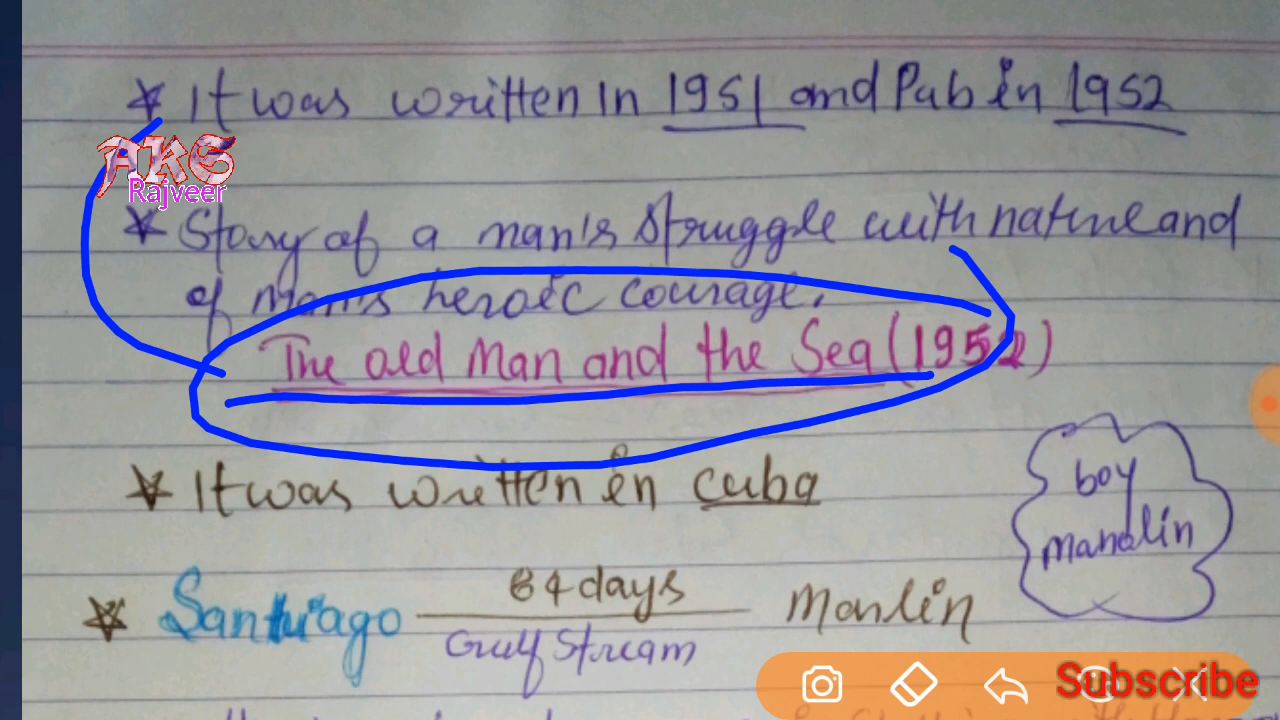 ★ It was written in 1951 and Pub in 1952
AKG
Rajveer
★ Story of a man's struggle with nature and
of man's heroic courage.
The old Man and the Sea (1952)
★ It was written in Cuba
boy
manolin
★ Santiago 84 days Marlin
Gulf Stream
Subscribe